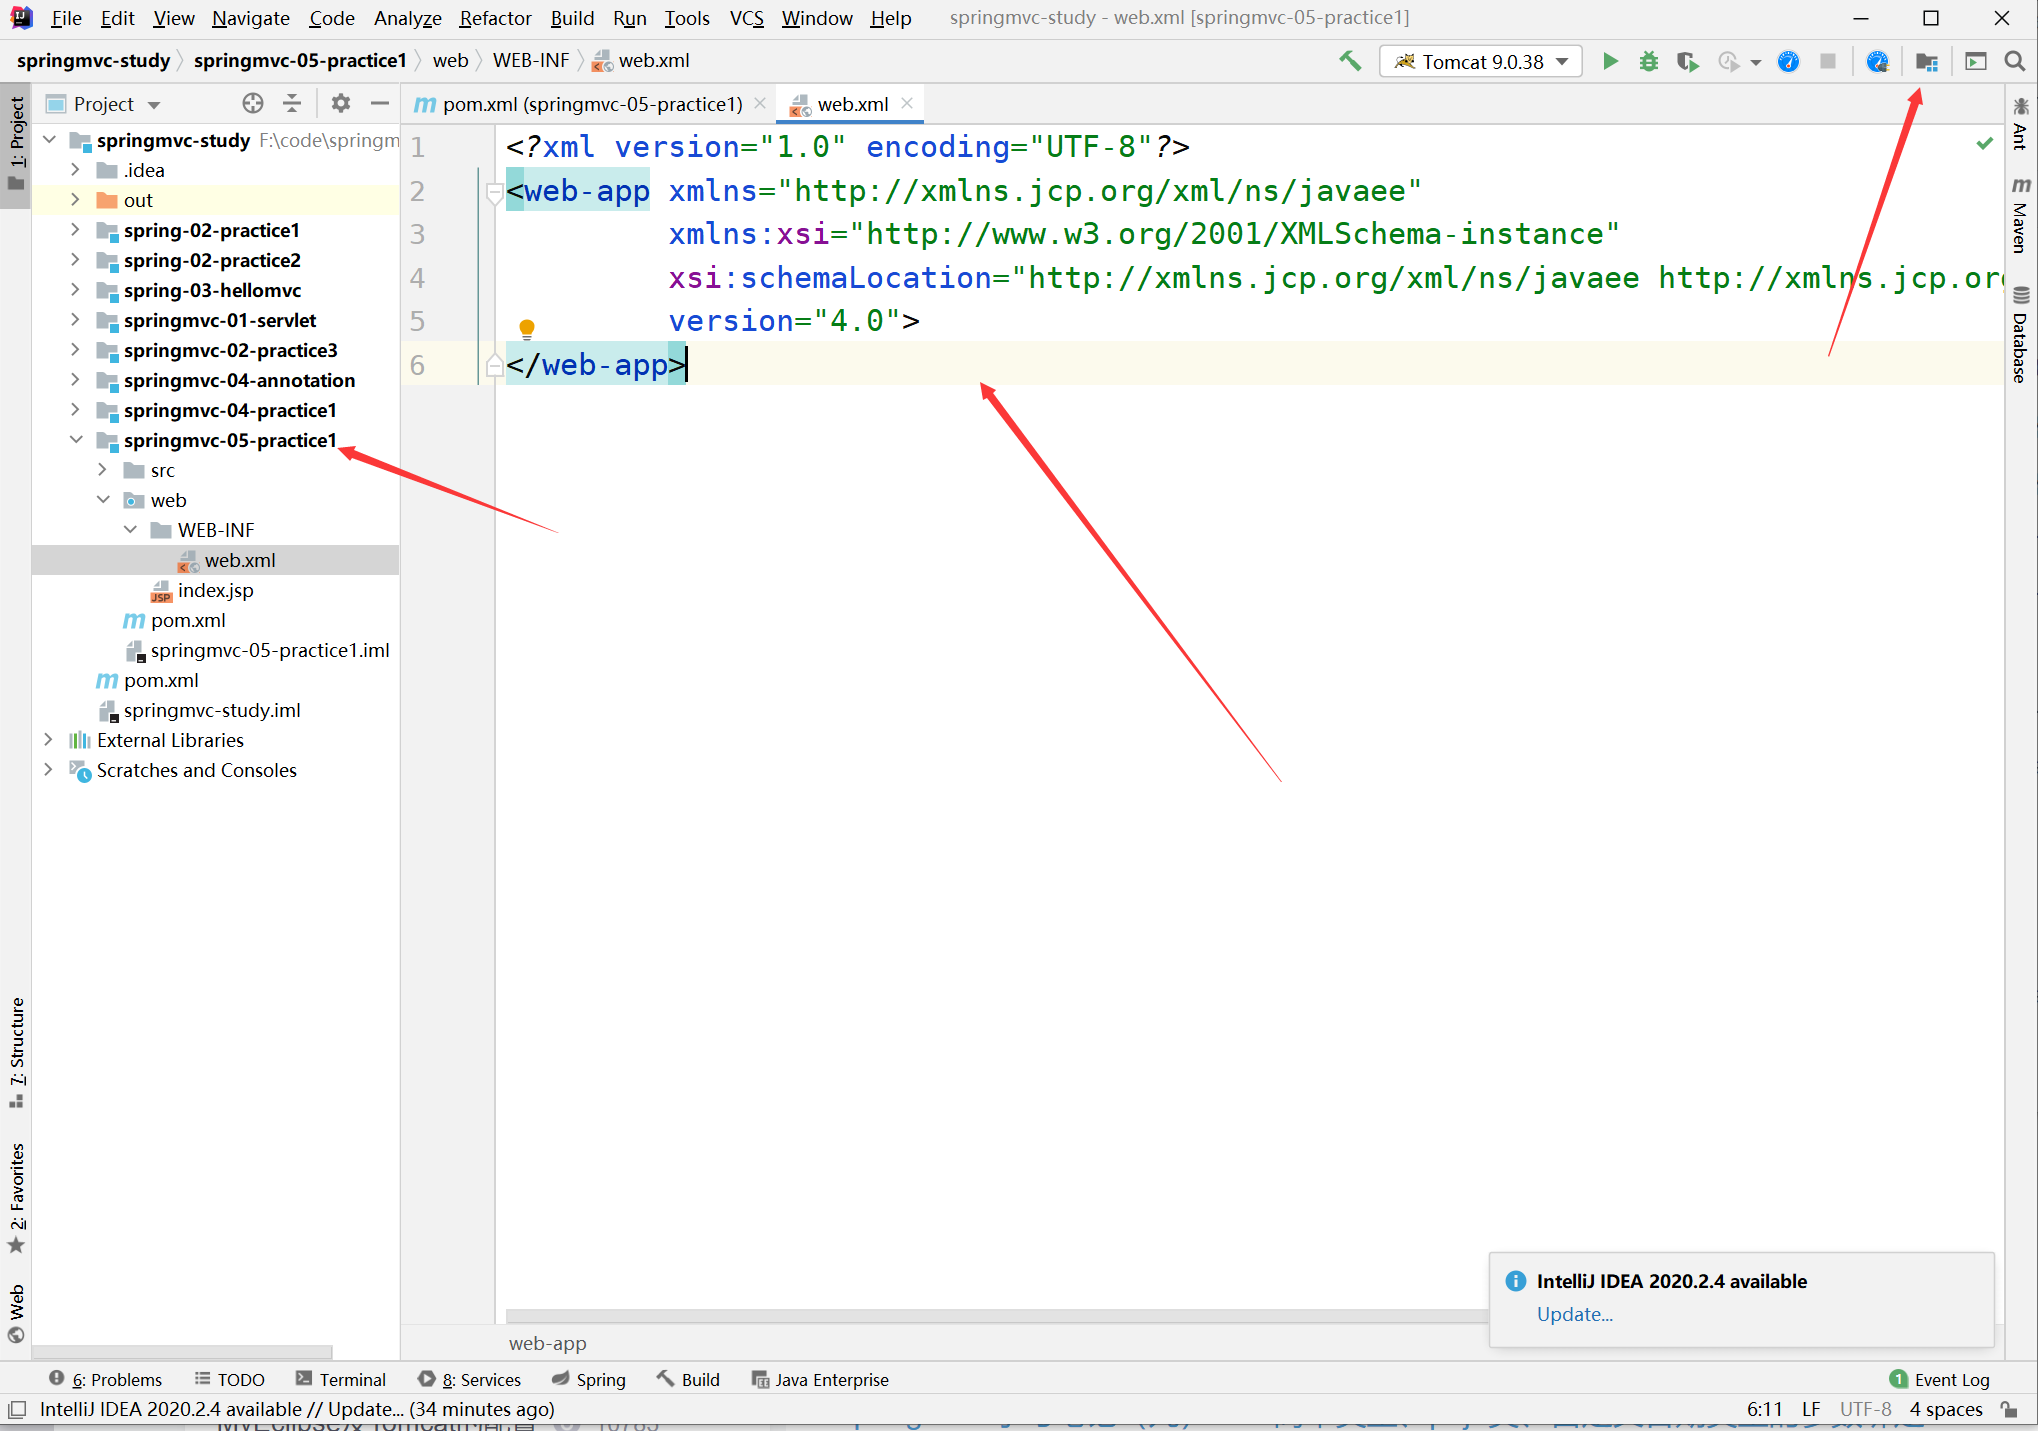 File Edit View Navigate Code Analyze Refactor Build Run Tools VCS Window Help springmvc-study - web.xml [springmvc-05-practice1]
springmvc-study springmvc-05-practice1 web WEB-INF web.xml Tomcat 9.0.38
Project pom.xml (springmvc-05-practice1) web.xml
1: Project
springmvc-study F:\code\springm
.idea
out
spring-02-practice1
spring-02-practice2
spring-03-hellomvc
springmvc-01-servlet
springmvc-02-practice3
springmvc-04-annotation
springmvc-04-practice1
springmvc-05-practice1
src
web
WEB-INF
web.xml
index.jsp
pom.xml
springmvc-05-practice1.iml
pom.xml
springmvc-study.iml
External Libraries
Scratches and Consoles
1 <?xml version="1.0" encoding="UTF-8"?>
2 <web-app xmlns="http://xmlns.jcp.org/xml/ns/javaee"
3 xmlns:xsi="http://www.w3.org/2001/XMLSchema-instance"
4 xsi:schemaLocation="http://xmlns.jcp.org/xml/ns/javaee http://xmlns.jcp.or
5 version="4.0">
6 </web-app>
Ant
Maven
Database
7: Structure
2: Favorites
Web
IntelliJ IDEA 2020.2.4 available
Update...
web-app
6: Problems TODO Terminal 8: Services Spring Build Java Enterprise 1 Event Log
IntelliJ IDEA 2020.2.4 available // Update... (34 minutes ago) 6:11 LF UTF-8 4 spaces